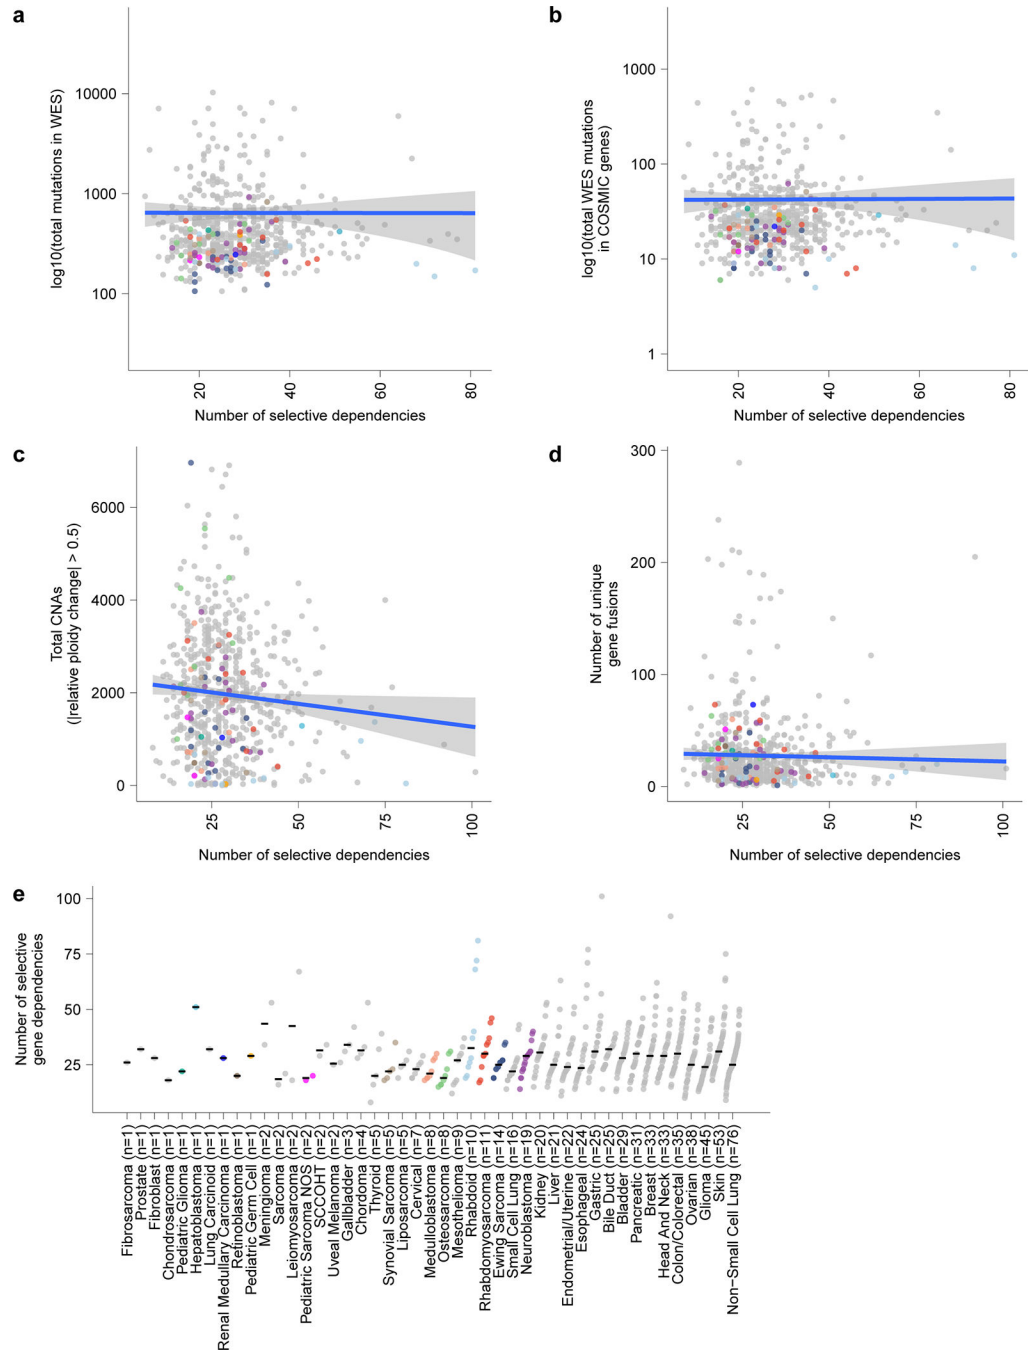 a
log10(total mutations in WES)
10000
1000
100
20
40
60
80
Number of selective dependencies
b
log10(total WES mutations
in COSMIC genes)
1000
100
10
1
20
40
60
80
Number of selective dependencies
c
Total CNAs
(|relative ploidy change| > 0.5)
6000
4000
2000
0
25
50
75
100
Number of selective dependencies
d
Number of unique
gene fusions
300
200
100
0
25
50
75
100
Number of selective dependencies
e
Number of selective
gene dependencies
100
75
50
25
Fibrosarcoma (n=1)
Prostate (n=1)
Fibroblast (n=1)
Chondrosarcoma (n=1)
Pediatric Glioma (n=1)
Hepatoblastoma (n=1)
Lung Carcinoid (n=1)
Renal Medullary Carcinoma (n=1)
Retinoblastoma (n=1)
Pediatric Germ Cell (n=1)
Meningioma (n=2)
Sarcoma (n=2)
Leiomyosarcoma (n=2)
Pediatric Sarcoma NOS (n=2)
SCCOHT (n=2)
Uveal Melanoma (n=2)
Gallbladder (n=3)
Chordoma (n=4)
Thyroid (n=5)
Synovial Sarcoma (n=5)
Liposarcoma (n=5)
Cervical (n=7)
Medulloblastoma (n=8)
Osteosarcoma (n=8)
Mesothelioma (n=9)
Rhabdoid (n=10)
Rhabdomyosarcoma (n=11)
Ewing Sarcoma (n=14)
Small Cell Lung (n=16)
Neuroblastoma (n=19)
Kidney (n=20)
Liver (n=21)
Endometrial/Uterine (n=22)
Esophageal (n=24)
Gastric (n=25)
Bile Duct (n=25)
Bladder (n=29)
Pancreatic (n=31)
Breast (n=33)
Head And Neck (n=33)
Colon/Colorectal (n=35)
Ovarian (n=38)
Glioma (n=45)
Skin (n=53)
Non−Small Cell Lung (n=76)